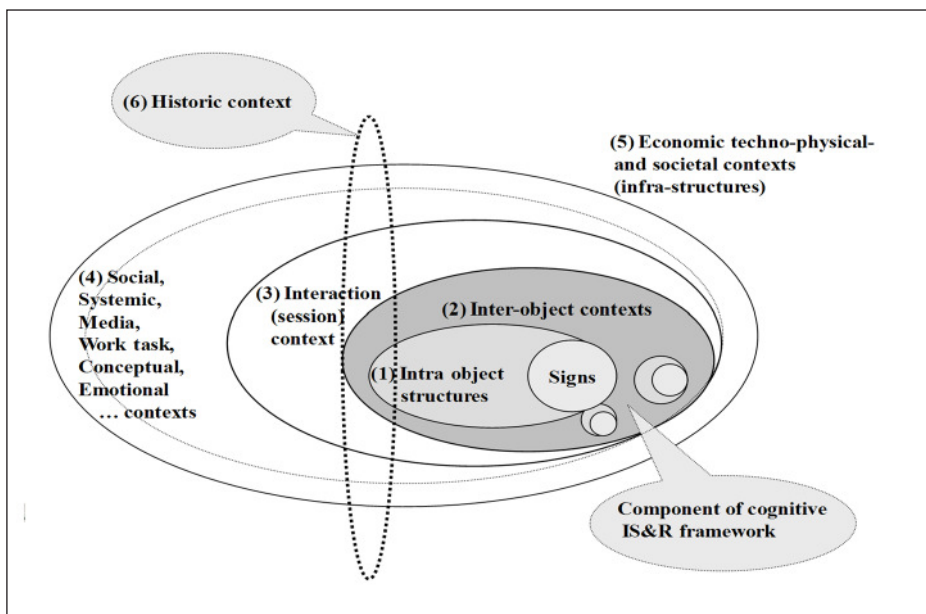 (6) Historic context
(5) Economic techno-physical-
and societal contexts
(infra-structures)
(4) Social,
Systemic,
Media,
Work task,
Conceptual,
Emotional
... contexts
(3) Interaction
(session)
context
(2) Inter-object contexts
(1) Intra object
structures
Signs
Component of cognitive
IS&R framework